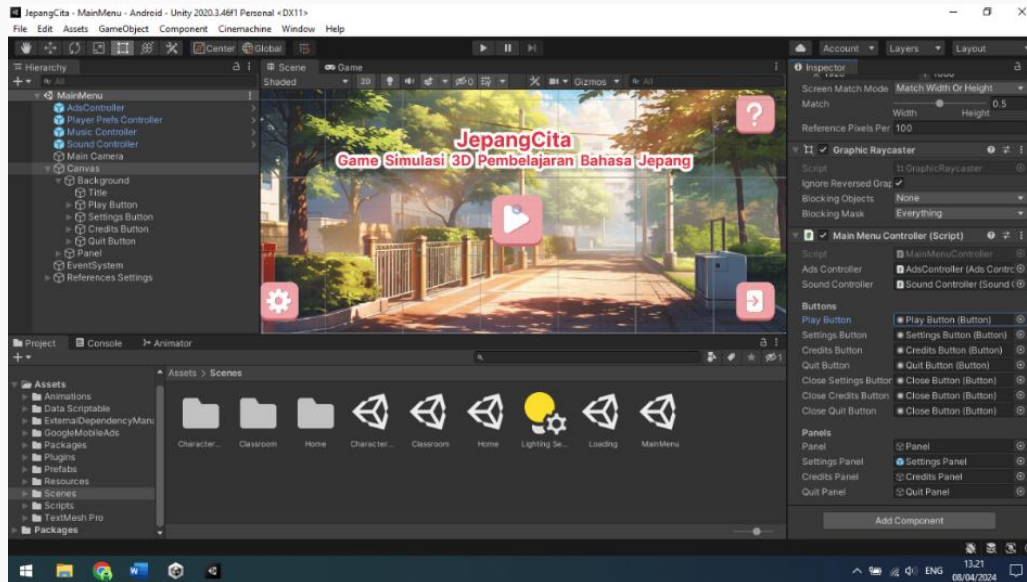 JepangCita - MainMenu - Android - Unity 2020.3.46f1 Personal <DX11>
File Edit Assets GameObject Component Cinemachine Window Help
Center Global
Account Layers Layout
Hierarchy
All
MainMenu
AdsController
Player Prefs Controller
Music Controller
Sound Controller
Main Camera
Canvas
Background
Title
Play Button
Settings Button
Credits Button
Quit Button
Panel
EventSystem
References Settings
Scene Game
Shaded 2D 0 Gizmos All
JepangCita
Game Simulasi 3D Pembelajaran Bahasa Jepang
?
Inspector
Screen Match Mode Match Width Or Height
Match 0.5
Width Height
Reference Pixels Per 100
Graphic Raycaster
Script GraphicRaycaster
Ignore Reversed Grap
Blocking Objects None
Blocking Mask Everything
Main Menu Controller (Script)
Script MainMenuController
Ads Controller AdsController (Ads Contro
Sound Controller Sound Controller (Sound C
Buttons
Play Button Play Button (Button)
Settings Button Settings Button (Button)
Credits Button Credits Button (Button)
Quit Button Quit Button (Button)
Close Settings Button Close Button (Button)
Close Credits Button Close Button (Button)
Close Quit Button Close Button (Button)
Panels
Panel Panel
Settings Panel Settings Panel
Credits Panel Credits Panel
Quit Panel Quit Panel
Add Component
Project Console Animator
Assets
Animations
Data Scriptable
ExternalDependencyMana
GoogleMobileAds
Packages
Plugins
Prefabs
Resources
Scenes
Scripts
TextMesh Pro
Packages
Assets > Scenes
Character... Classroom Home Character... Classroom Home Lighting Se... Loading MainMenu
ENG 13.21
08/04/2024